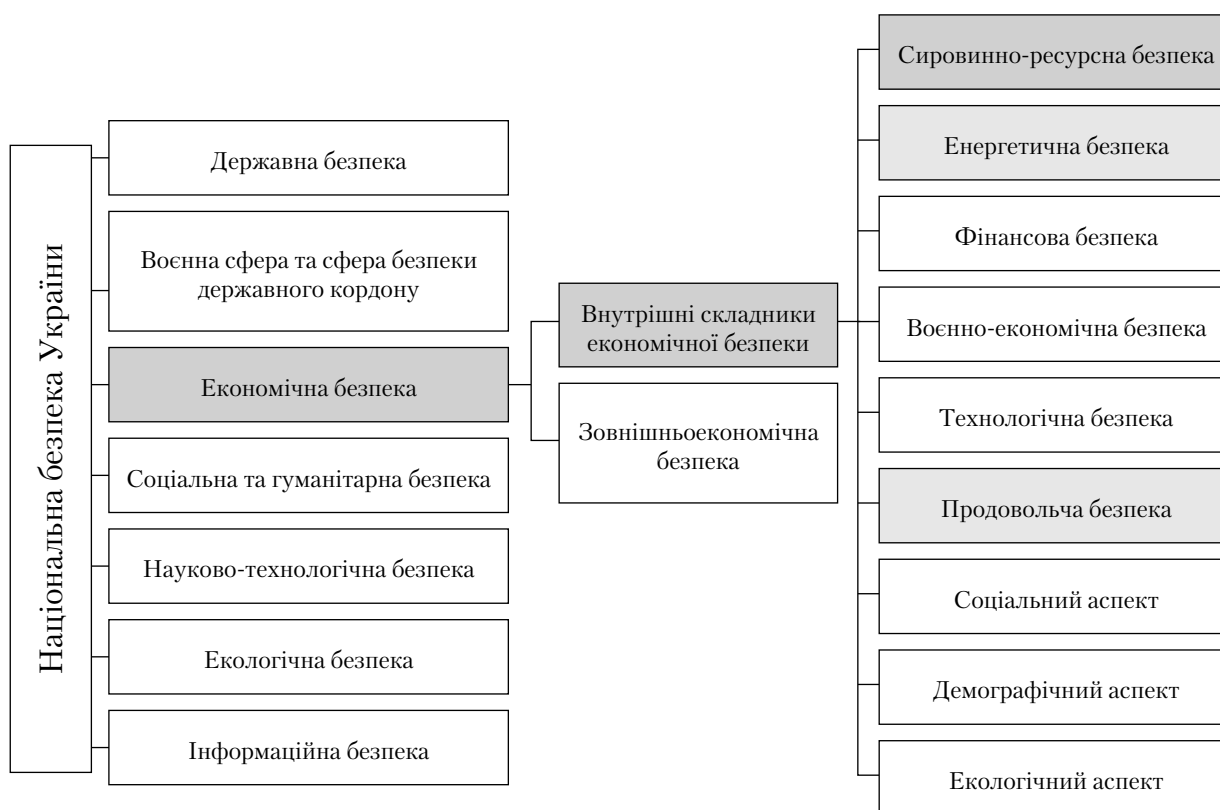 Національна безпека України
Державна безпека
Воєнна сфера та сфера безпеки
державного кордону
Економічна безпека
Соціальна та гуманітарна безпека
Науково-технологічна безпека
Екологічна безпека
Інформаційна безпека
Внутрішні складники
економічної безпеки
Зовнішньоекономічна
безпека
Сировинно-ресурсна безпека
Енергетична безпека
Фінансова безпека
Воєнно-економічна безпека
Технологічна безпека
Продовольча безпека
Соціальний аспект
Демографічний аспект
Екологічний аспект